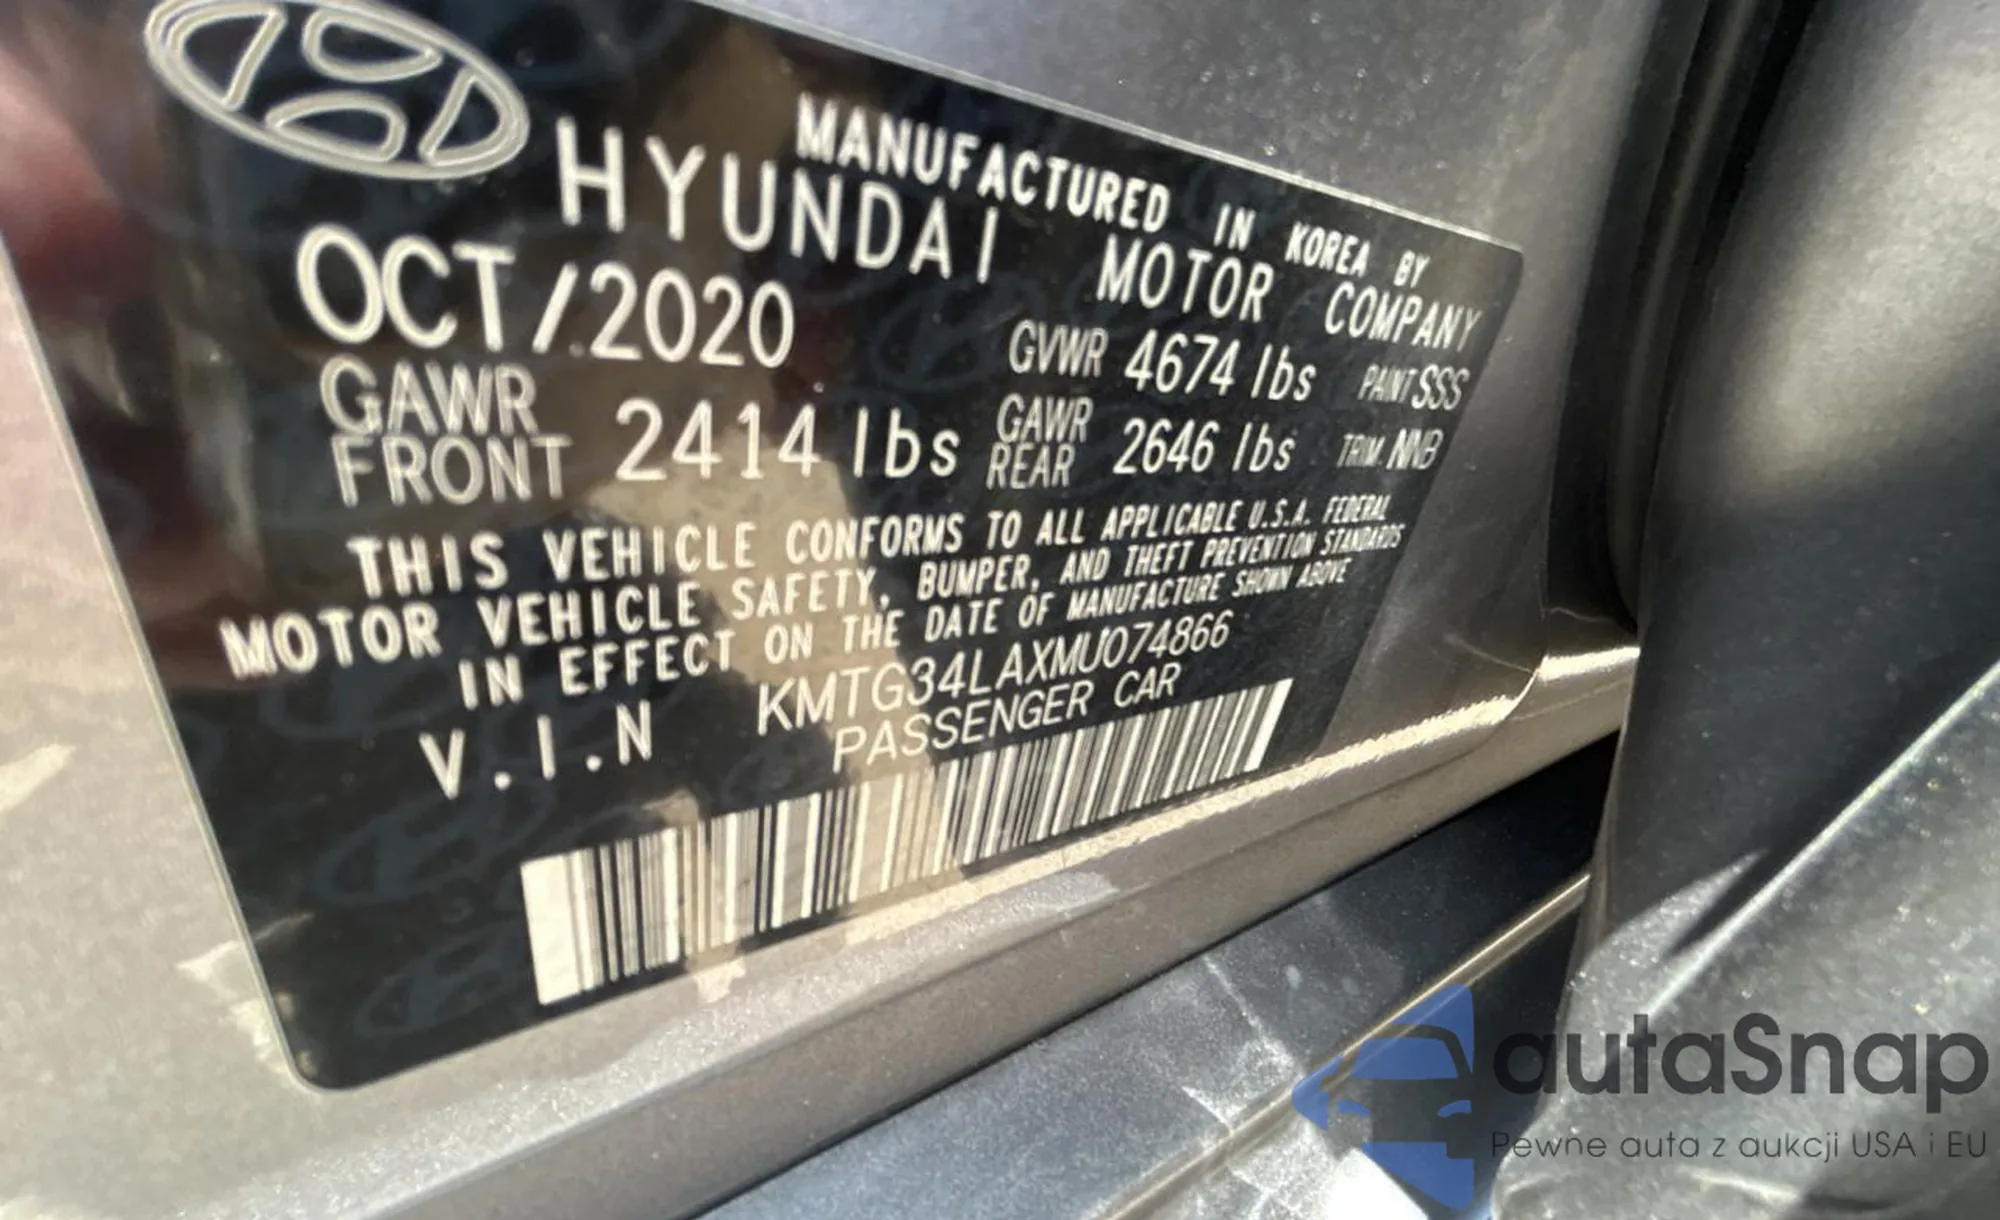 MANUFACTURED IN KOREA BY
HYUNDAI MOTOR COMPANY
OCT/2020 GVWR 4674 lbs PAINT SSS
GAWR FRONT 2414 lbs GAWR REAR 2646 lbs TRIM NNB
THIS VEHICLE CONFORMS TO ALL APPLICABLE U.S.A. FEDERAL
MOTOR VEHICLE SAFETY, BUMPER, AND THEFT PREVENTION STANDARDS
IN EFFECT ON THE DATE OF MANUFACTURE SHOWN ABOVE
V.I.N KMTG34LAXMU074866
PASSENGER CAR
autaSnap
Pewne auta z aukcji USA i EU